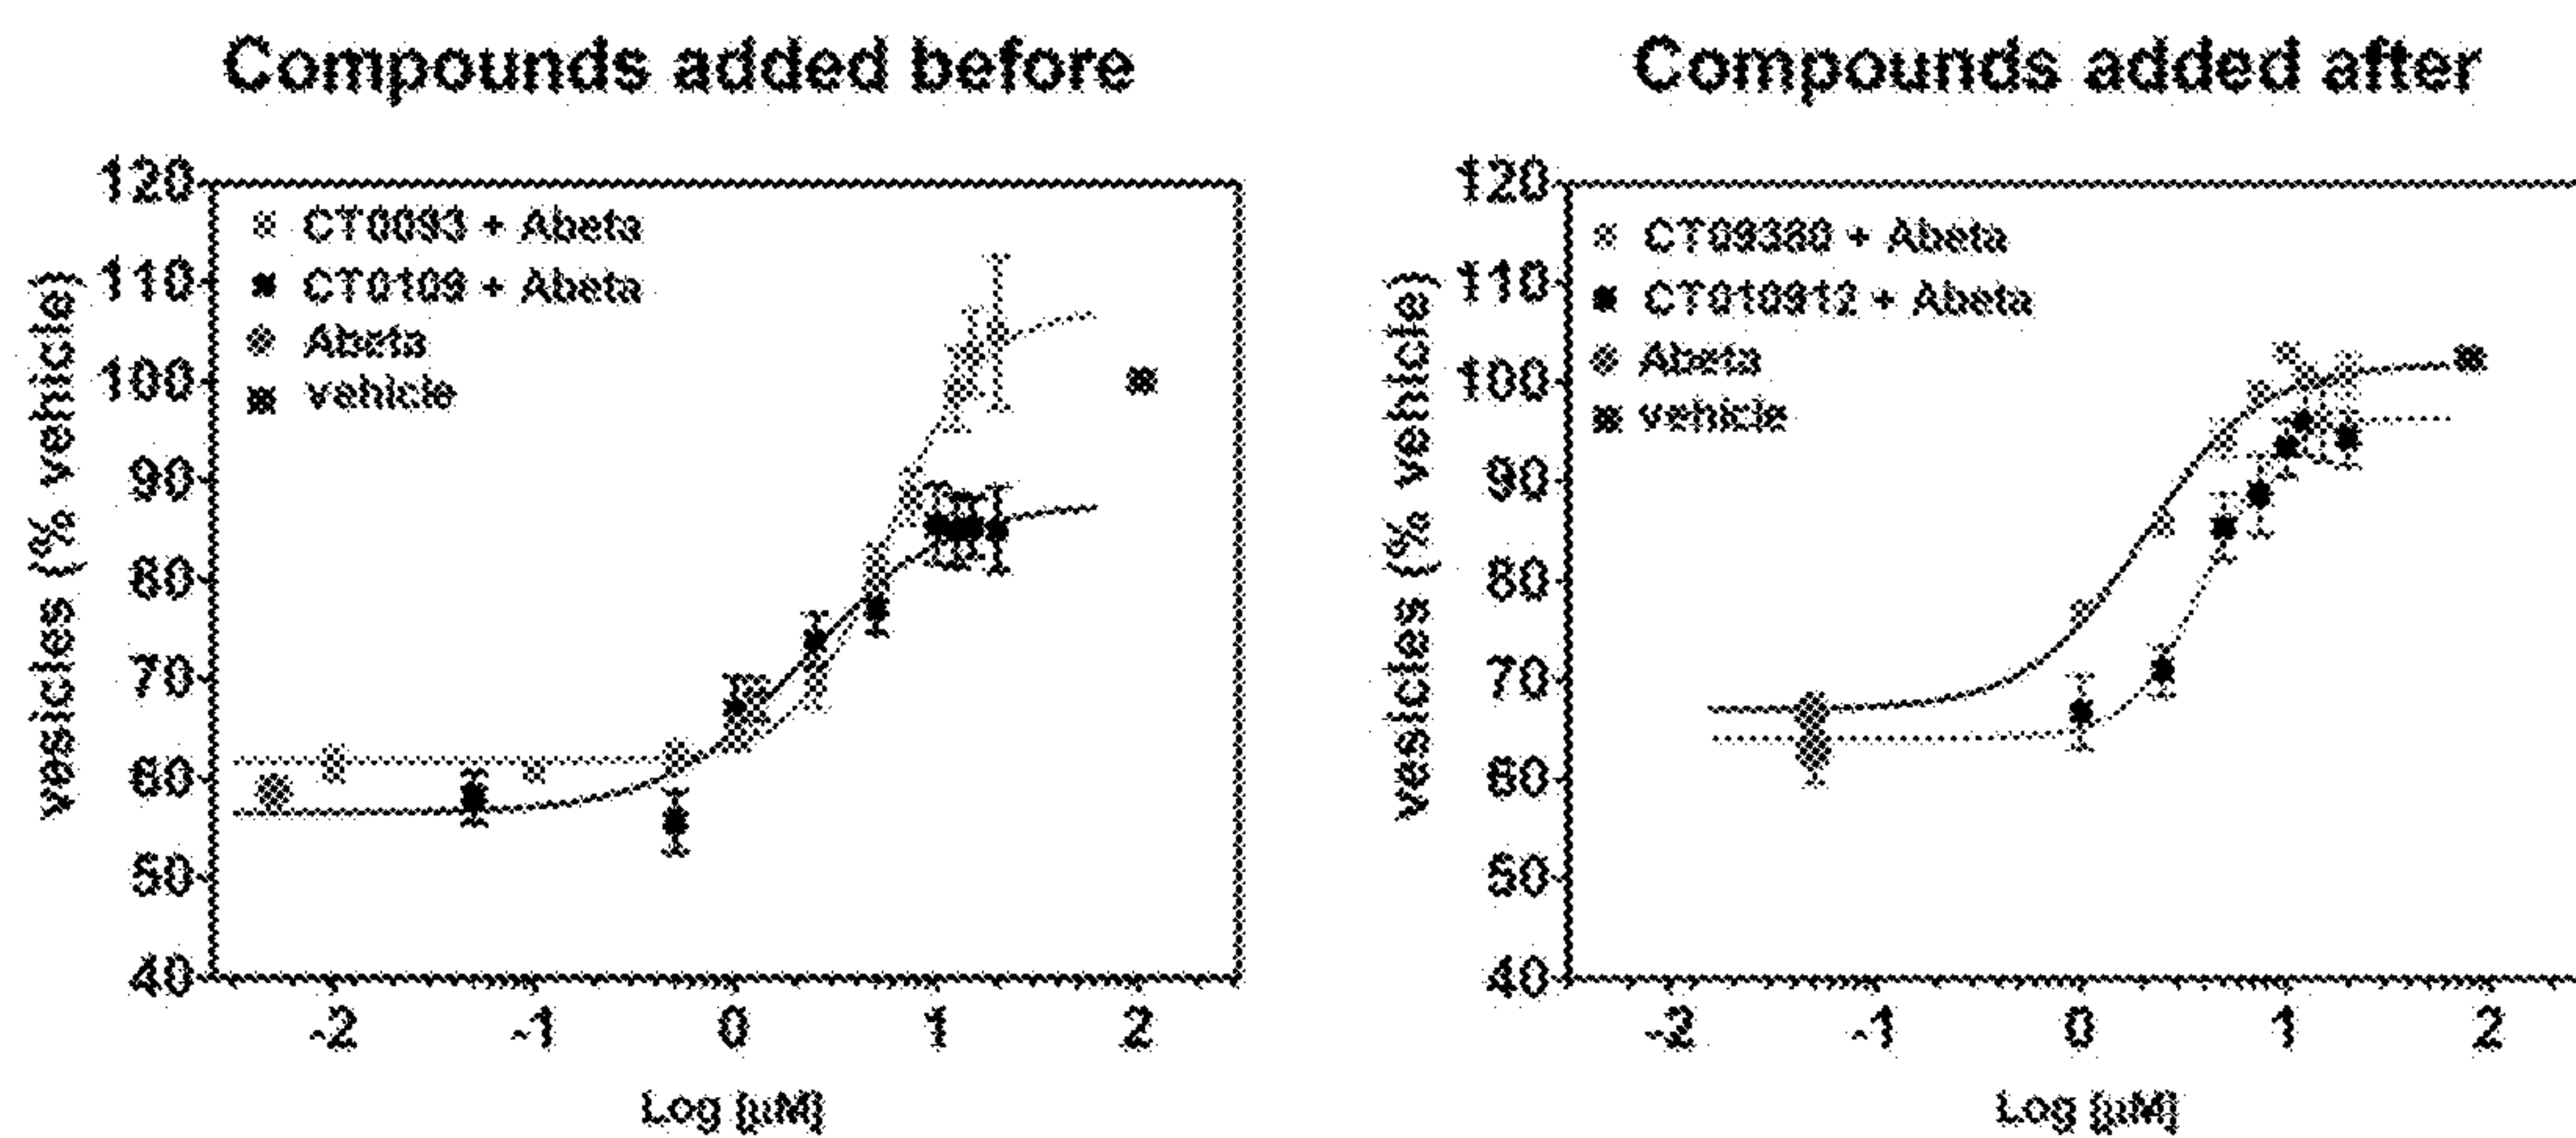 Compounds added before
120
110
100
90
80
70
60
50
40
vesicles (% vehicle)
CT0093 + Abeta
CT0109 + Abeta
Abeta
vehicle
-2 -1 0 1 2
Log [µM]
Compounds added after
120
110
100
90
80
70
60
50
40
vesicles (% vehicle)
CT09380 + Abeta
CT010912 + Abeta
Abeta
vehicle
-2 -1 0 1 2
Log [µM]